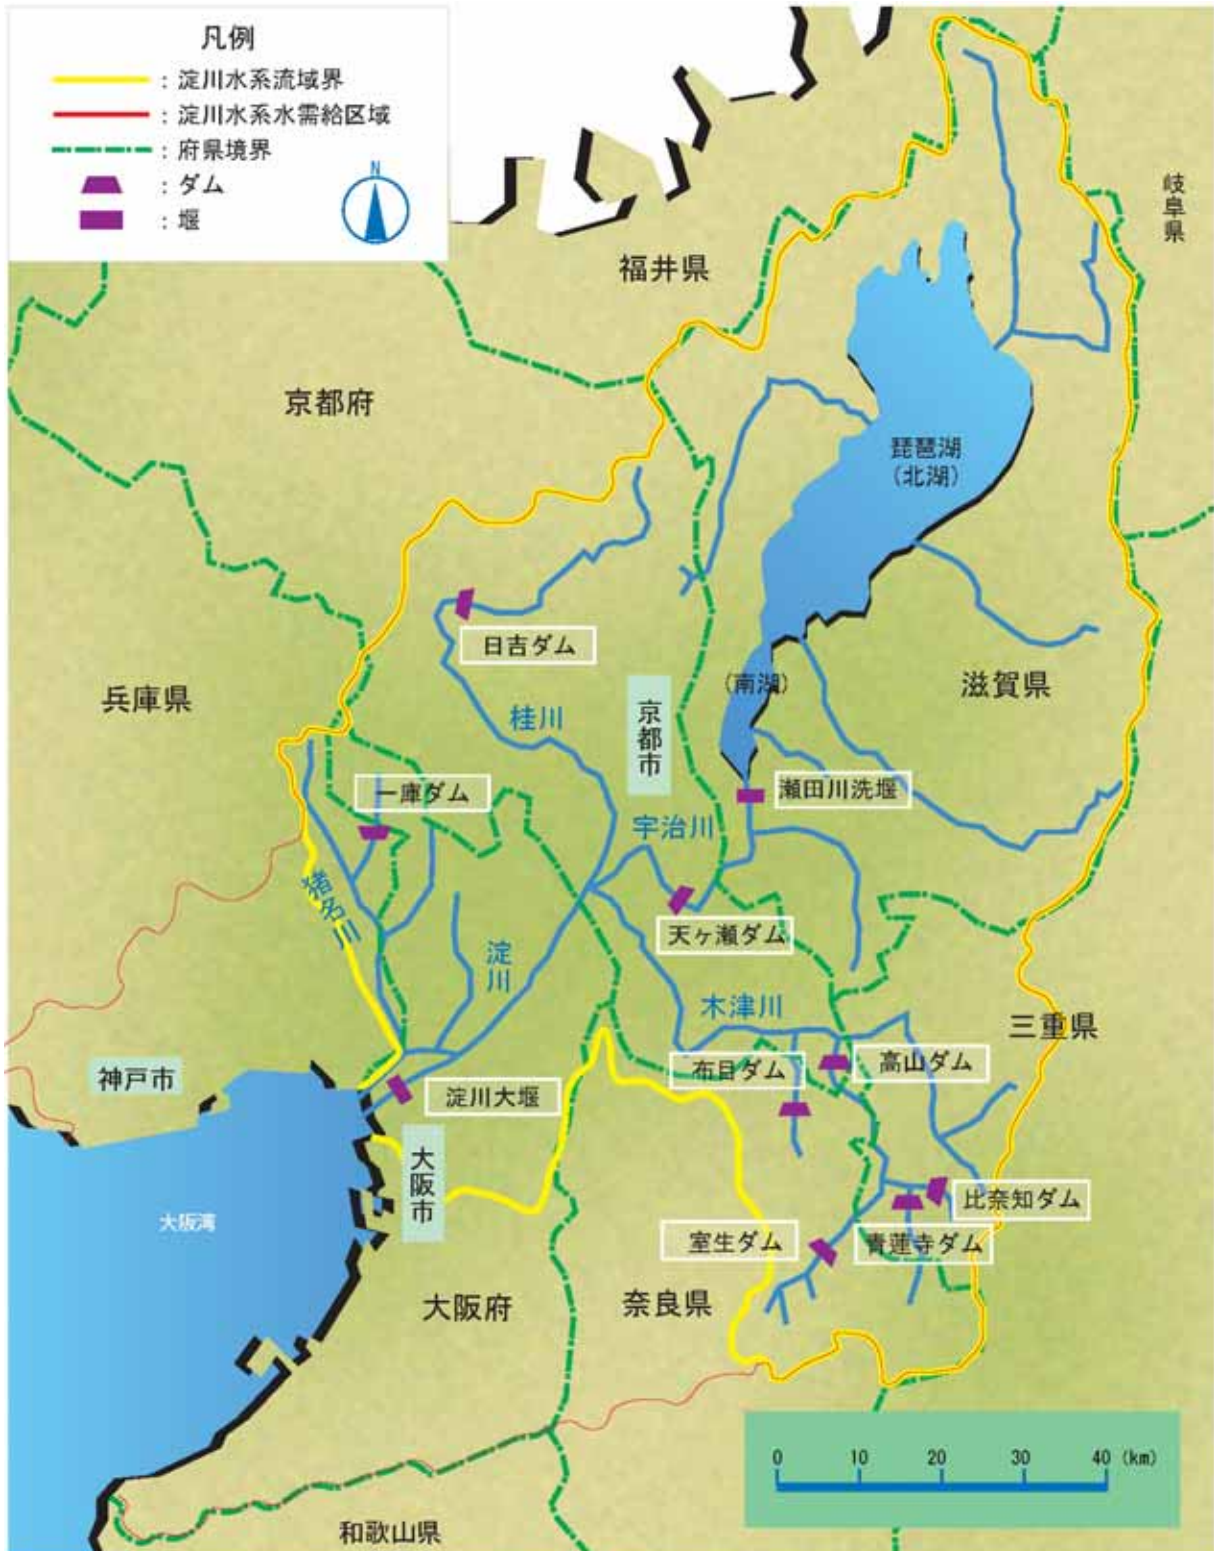 凡例
：淀川水系流域界
：淀川水系水需給区域
：府県境界
：ダム
：堰
N
岐阜県
福井県
京都府
琵琶湖
（北湖）
日吉ダム
（南湖）
滋賀県
兵庫県
桂川
京都市
一庫ダム
瀬田川洗堰
宇治川
猪名川
天ヶ瀬ダム
淀川
木津川
三重県
神戸市
布目ダム
高山ダム
淀川大堰
大阪市
比奈知ダム
大阪湾
室生ダム
青蓮寺ダム
大阪府
奈良県
0 10 20 30 40 (km)
和歌山県